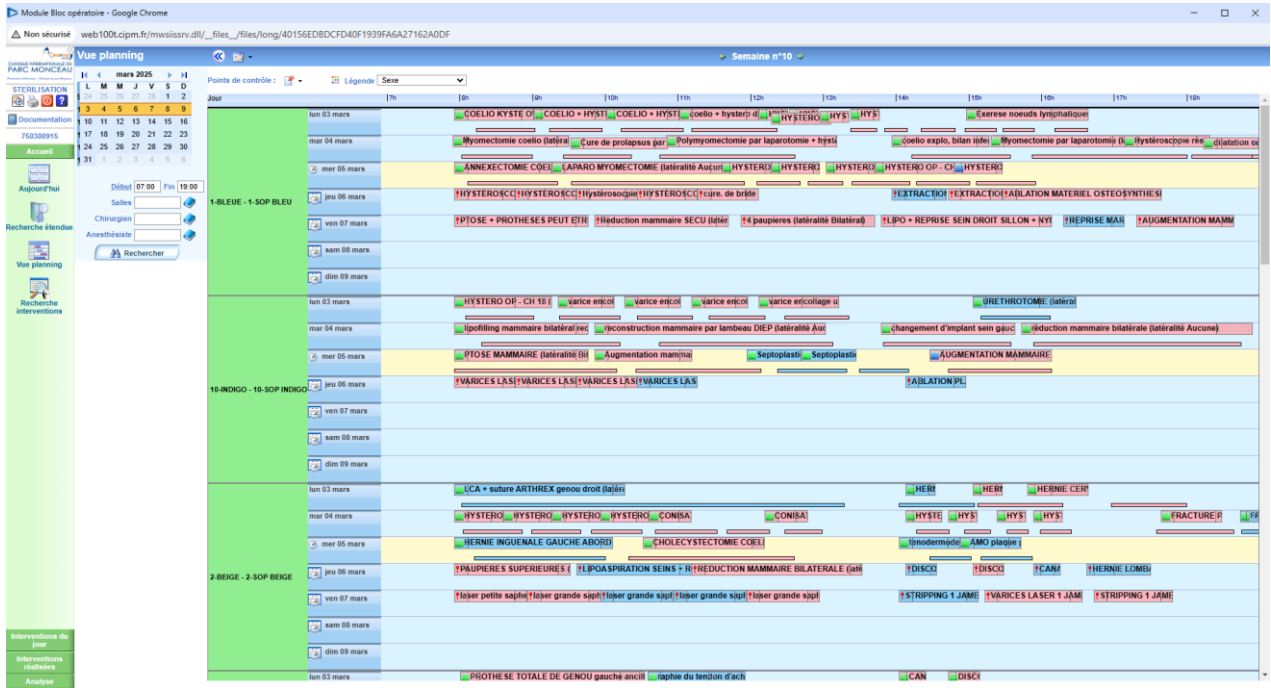 Module Bloc opératoire - Google Chrome
Non sécurisé web100t.cipm.fr/mwsiissrv.dll/__files__/files/long/40156EDBDCFD40F1939FA6A27162A0DF
CLINIQUE INTERNATIONALE DU
PARC MONCEAU
STERILISATION
Documentation
750300915
Accueil
Aujourd'hui
Recherche étendue
Vue planning
Recherche
interventions
Interventions du
jour
Interventions
réalisées
Analyse
Vue planning
mars 2025
L M M J V S D
24 25 26 27 28 1 2
3 4 5 6 7 8 9
10 11 12 13 14 15 16
17 18 19 20 21 22 23
24 25 26 27 28 29 30
31 1 2 3 4 5 6
Début 07:00 Fin 19:00
Salles
Chirurgien
Anesthésiste
Rechercher
Semaine n°10
Points de contrôle : Légende Sexe
Jour 7h 8h 9h 10h 11h 12h 13h 14h 15h 16h 17h 18h
1-BLEUE - 1-SOP BLEU
lun 03 mars COELIO KYSTE O COELIO + HYST COELIO + HYST coelio + hystero d HYSTERO HYS HYS Exerese noeuds lymphatique
mar 04 mars Myomectomie coelio (latéra Cure de prolapsus par Polymyomectomie par laparotomie + hyst coelio explo, bilan infe Myomectomie par laparotomie (l Hystéroscopie rés dilatation
mer 05 mars ANNEXECTOMIE COEL LAPARO MYOMECTOMIE (latéralité Aucun HYSTERO HYSTERO HYSTERO HYSTERO OP - C HYSTERO
jeu 06 mars HYSTEROSCO HYSTEROSC Hystérosocpie HYSTEROSCO cure. de bride EXTRACTIO EXTRACTIO ABLATION MATERIEL OSTEOSYNTHESI
ven 07 mars PTOSE + PROTHESES PEUT ETR Réduction mammaire SECU (latér 4 paupieres (latéralité Bilatéral) LIPO + REPRISE SEIN DROIT SILLON + NY REPRISE MAR AUGMENTATION MAMM
sam 08 mars
dim 09 mars
10-INDIGO - 10-SOP INDIGO
lun 03 mars HYSTERO OP - CH 18 ( varice encol varice encol varice encol varice encollage u URETHROTOMIE (latéral
mar 04 mars lipofilling mammaire bilatéral rec reconstruction mammaire par lambeau DIEP (latéralité Auc changement d'implant sein gauc réduction mammaire bilatérale (latéralité Aucune)
mer 05 mars PTOSE MAMMAIRE (latéralité Bil Augmentation mamma Septoplasti Septoplasti AUGMENTATION MAMMAIRE
jeu 06 mars VARICES LAS VARICES LAS VARICES LAS VARICES LAS ABLATION PL
ven 07 mars
sam 08 mars
dim 09 mars
2-BEIGE - 2-SOP BEIGE
lun 03 mars LCA + suture ARTHREX genou droit (latéra HER HER HERNIE CER
mar 04 mars HYSTERO HYSTERO HYSTERO HYSTERO CONISA CONISA HYSTE HYS HYS HYS FRACTURE P
mer 05 mars HERNIE INGUENALE GAUCHE ABORD CHOLECYSTECTOMIE COEL tenodermode AMO plaque
jeu 06 mars PAUPIERES SUPERIEURES ( LIPOASPIRATION SEINS + R REDUCTION MAMMAIRE BILATERALE (laté DISCO DISCO CANA HERNIE LOMB
ven 07 mars laser petite saphe laser grande saph laser grande sapl laser grande sapl laser grande sapl STRIPPING 1 JAME VARICES LASER 1 JAM STRIPPING 1 JAME
sam 08 mars
dim 09 mars
lun 03 mars PROTHESE TOTALE DE GENOU gauche ancill raphie du tendon d'ach CAN DISC